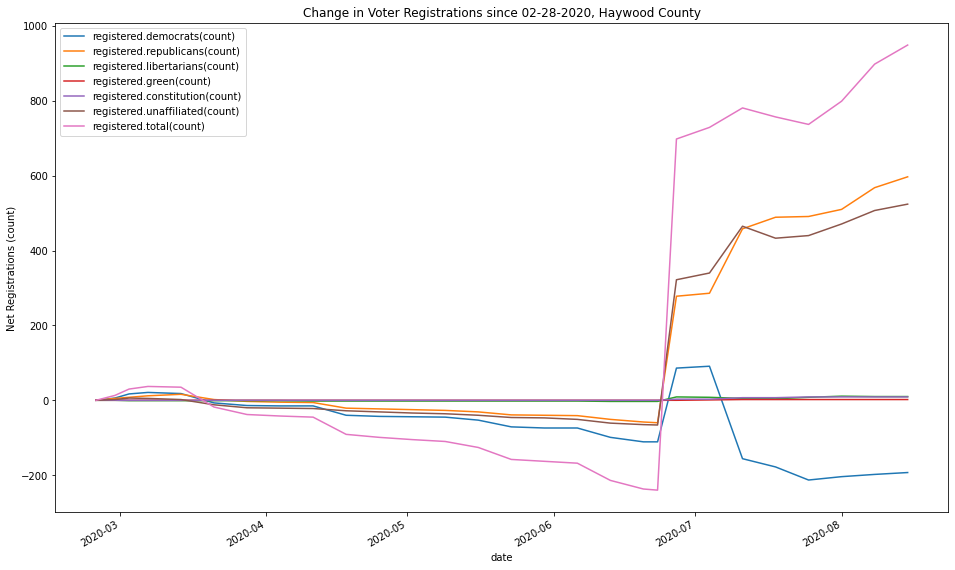 Change in Voter Registrations since 02-28-2020, Haywood County
1000
800
600
400
200
0
−200
Net Registrations (count)
registered.democrats(count)
registered.republicans(count)
registered.libertarians(count)
registered.green(count)
registered.constitution(count)
registered.unaffiliated(count)
registered.total(count)
2020-03
2020-04
2020-05
2020-06
2020-07
2020-08
date